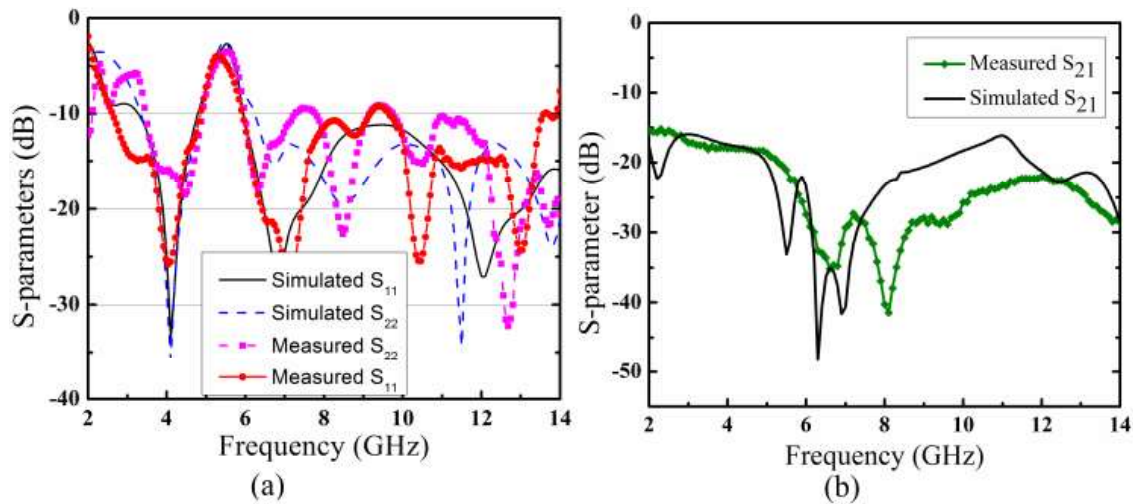 S-parameters (dB)
-0
-10
-20
-30
-40
Simulated S11
Simulated S22
Measured S22
Measured S11
2 4 6 8 10 12 14
Frequency (GHz)
(a)
S-parameter (dB)
0
-10
-20
-30
-40
-50
Measured S21
Simulated S21
2 4 6 8 10 12 14
Frequency (GHz)
(b)